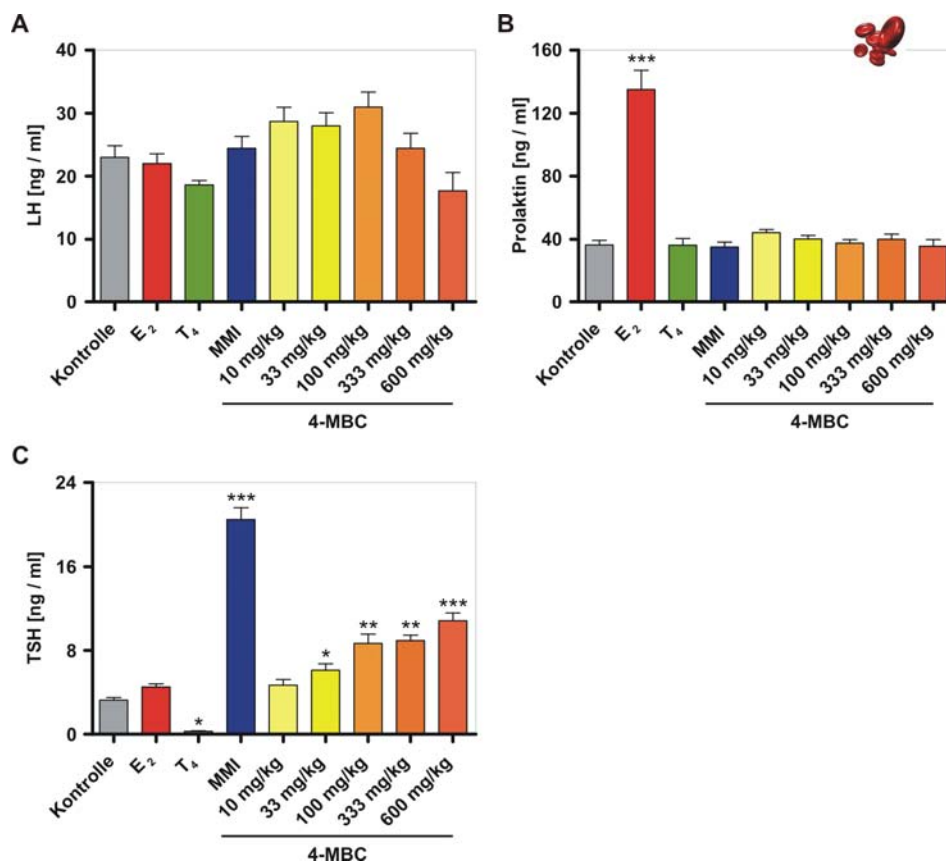 A
LH [ng / ml]
40
30
20
10
0
Kontrolle
E2
T4
MMI
10 mg/kg
33 mg/kg
100 mg/kg
333 mg/kg
600 mg/kg
4-MBC
B
Prolaktin [ng / ml]
160
120
80
40
0
***
Kontrolle
E2
T4
MMI
10 mg/kg
33 mg/kg
100 mg/kg
333 mg/kg
600 mg/kg
4-MBC
C
TSH [ng / ml]
24
16
8
0
*
***
*
**
**
***
Kontrolle
E2
T4
MMI
10 mg/kg
33 mg/kg
100 mg/kg
333 mg/kg
600 mg/kg
4-MBC